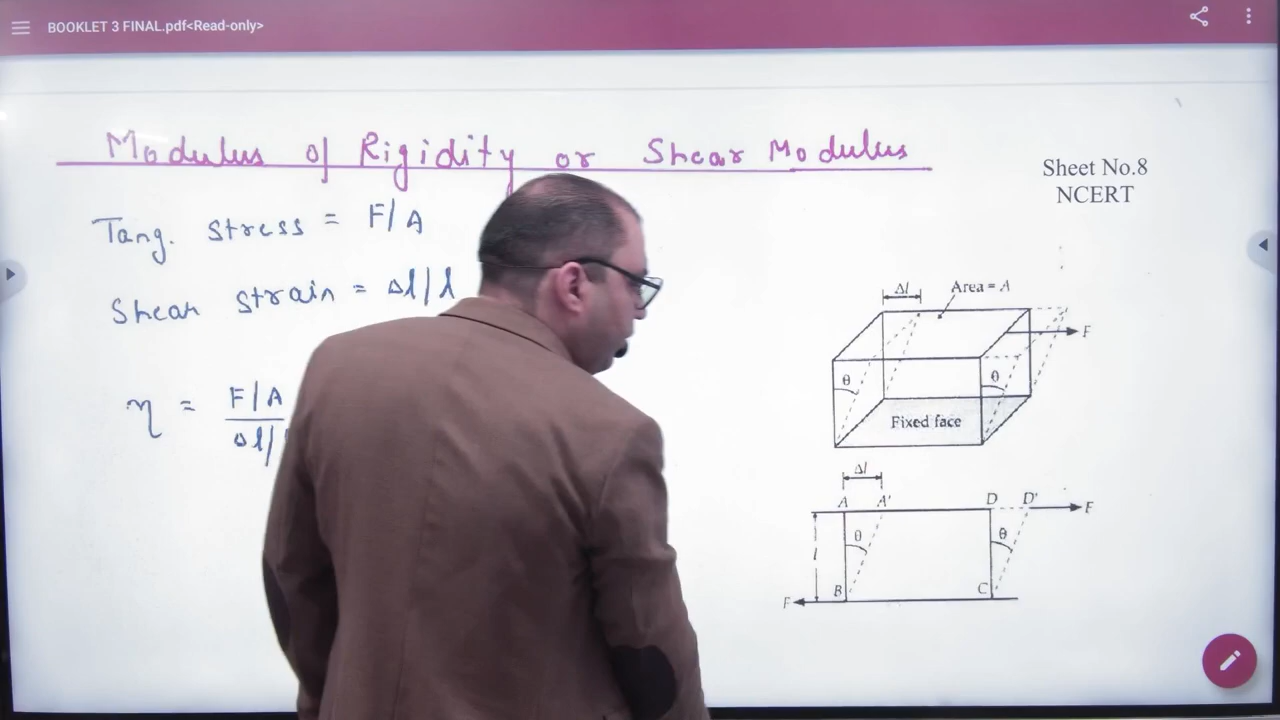 BOOKLET 3 FINAL.pdf<Read-only>
Modulus of Rigidity or Shear Modulus
Sheet No.8
NCERT
Tang. Stress = F/A
Shear Strain = Δl/l
η = F/A
Δl/
Δl
Area = A
F
θ
θ
Fixed face
Δl
A A' D D' F
θ θ
l
B C
F